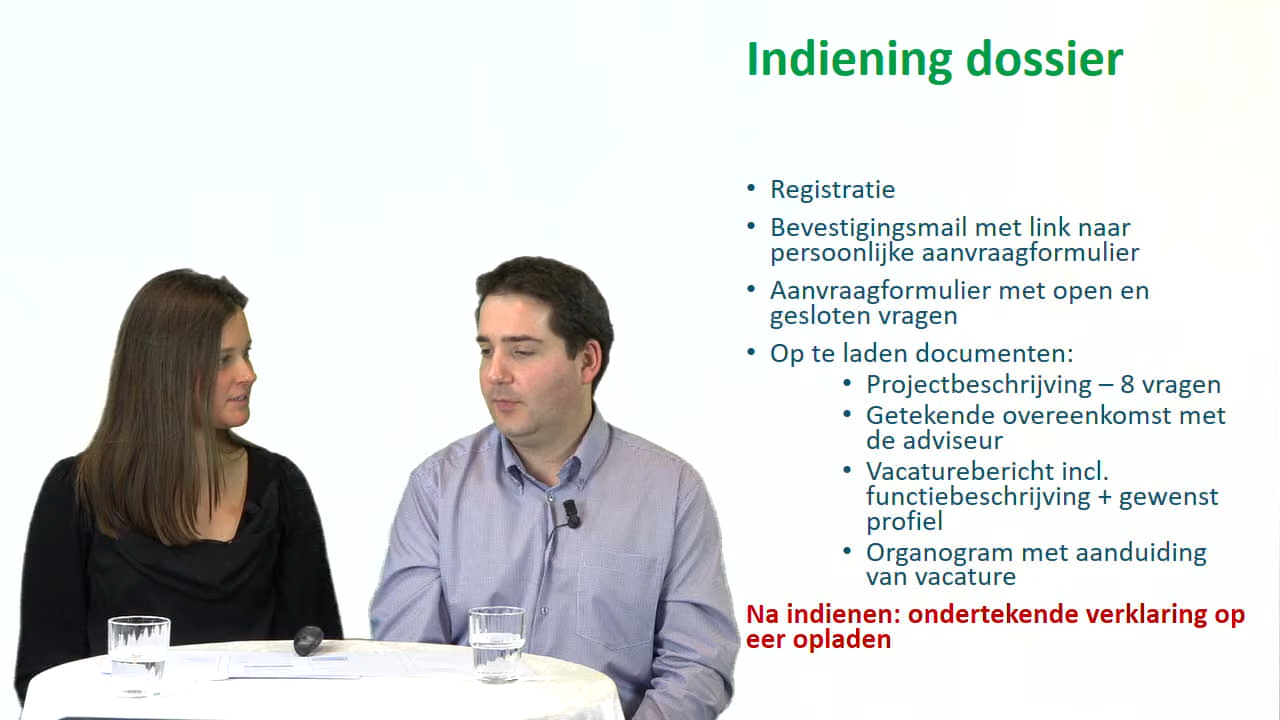 Indiening dossier
• Registratie
• Bevestigingsmail met link naar
persoonlijke aanvraagformulier
• Aanvraagformulier met open en
gesloten vragen
• Op te laden documenten:
• Projectbeschrijving – 8 vragen
• Getekende overeenkomst met
de adviseur
• Vacaturebericht incl.
functiebeschrijving + gewenst
profiel
• Organogram met aanduiding
van vacature
Na indienen: ondertekende verklaring op
eer opladen